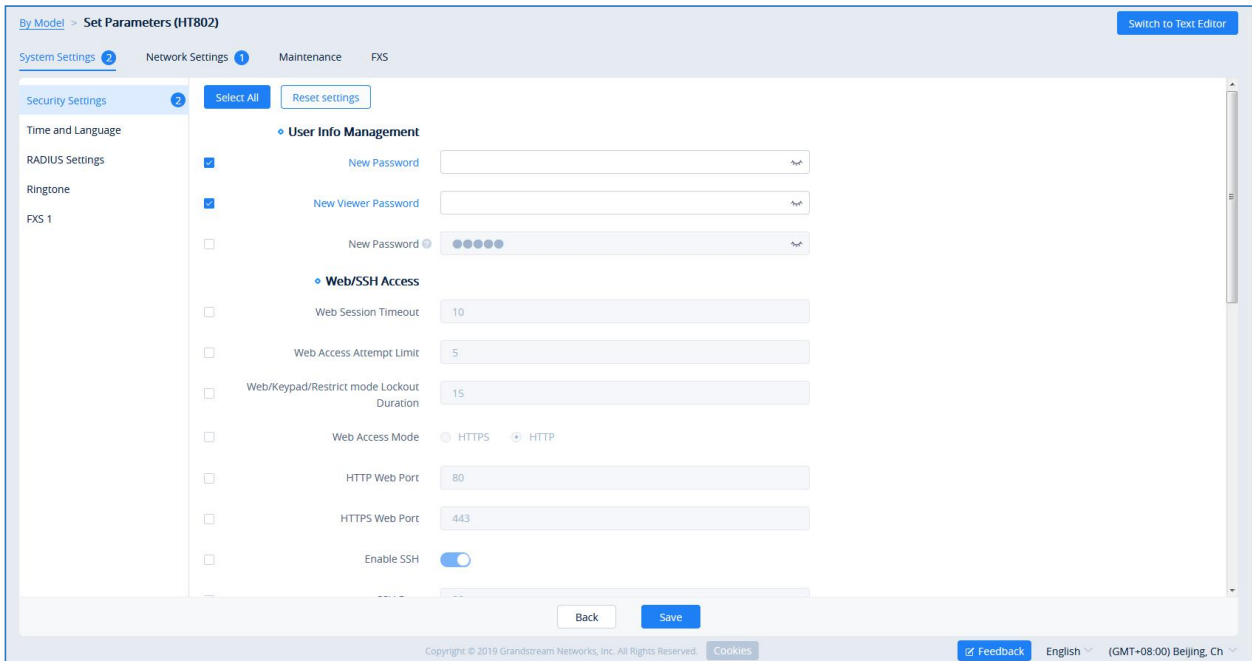 By Model > Set Parameters (HT802)
Switch to Text Editor
System Settings 2 Network Settings 1 Maintenance FXS
Security Settings 2
Time and Language
RADIUS Settings
Ringtone
FXS 1
Select All Reset settings
User Info Management
New Password
New Viewer Password
New Password ?
Web/SSH Access
Web Session Timeout 10
Web Access Attempt Limit 5
Web/Keypad/Restrict mode Lockout
Duration 15
Web Access Mode HTTPS HTTP
HTTP Web Port 80
HTTPS Web Port 443
Enable SSH
Back Save
Copyright © 2019 Grandstream Networks, Inc. All Rights Reserved. Cookies
Feedback English (GMT+08:00) Beijing, Ch